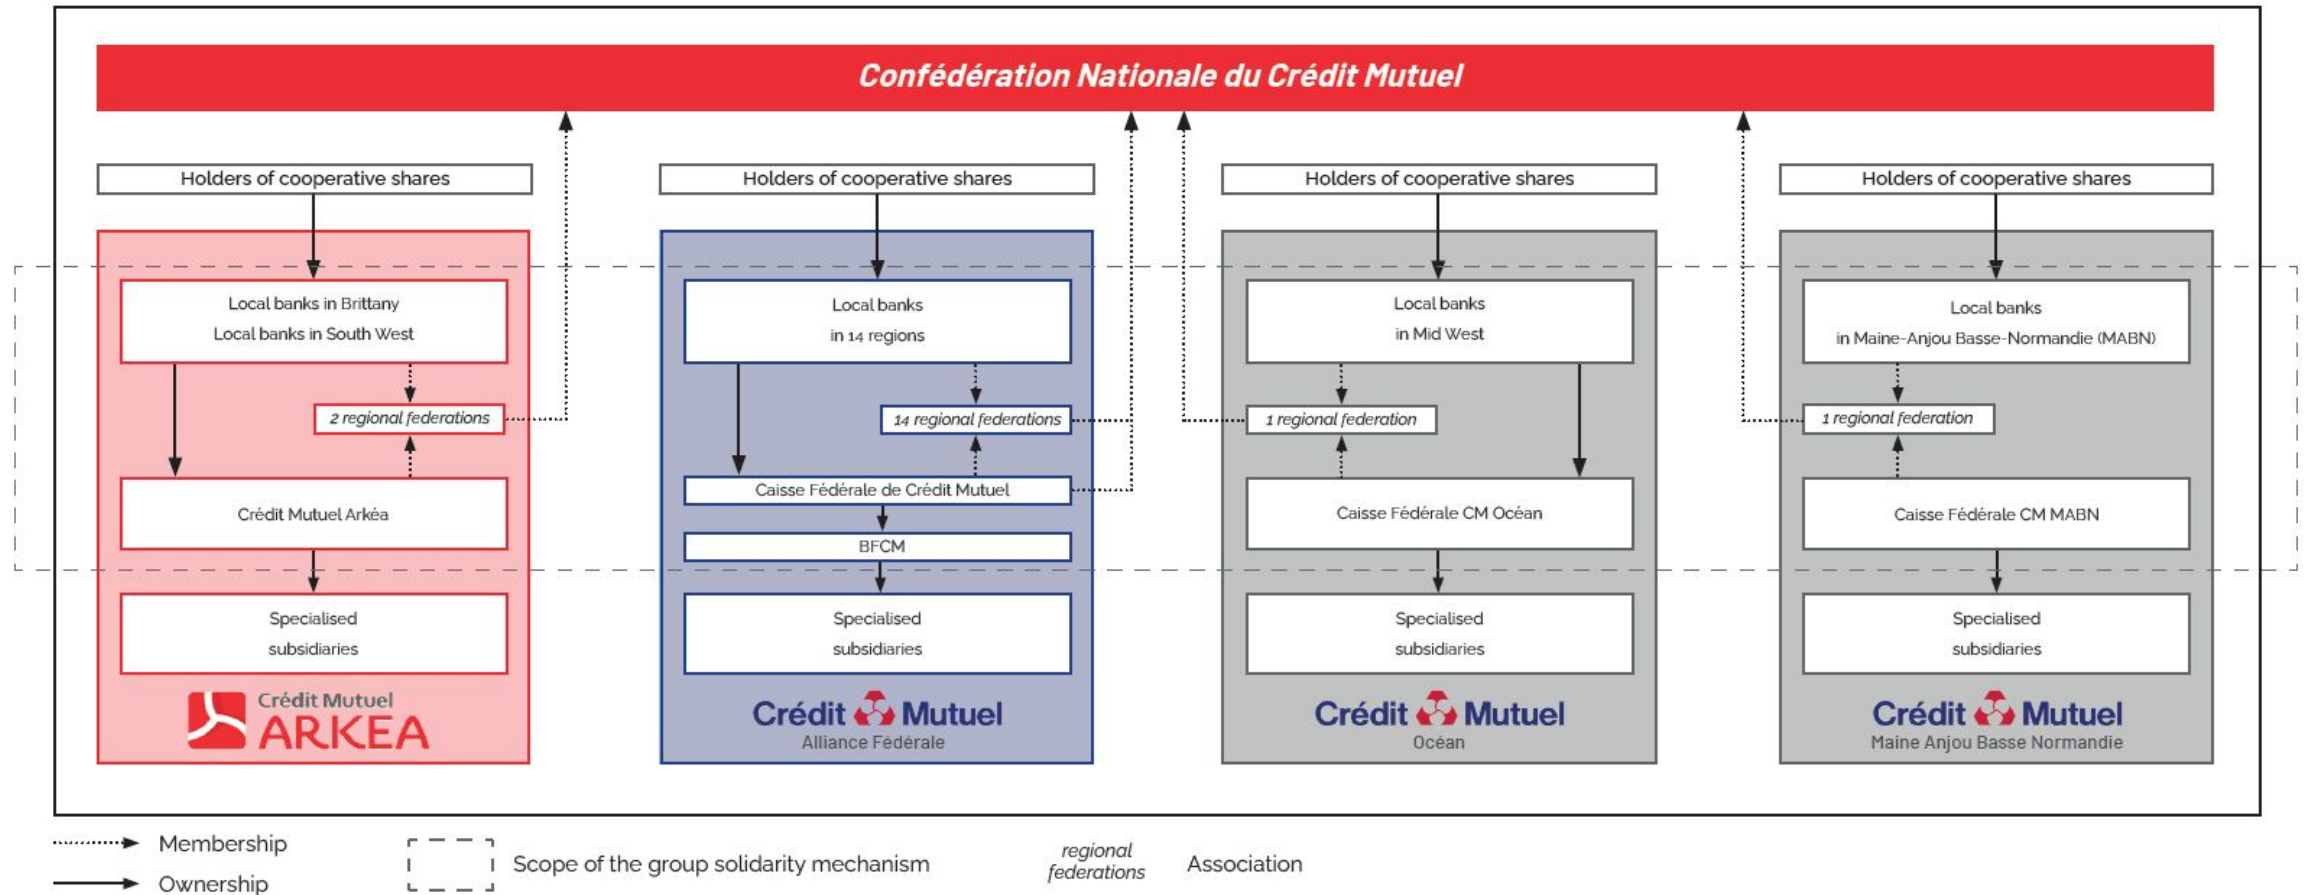 Confédération Nationale du Crédit Mutuel
Holders of cooperative shares
Local banks in Brittany
Local banks in South West
2 regional federations
Crédit Mutuel Arkéa
Specialised
subsidiaries
Crédit Mutuel
ARKEA
Holders of cooperative shares
Local banks
in 14 regions
14 regional federations
Caisse Fédérale de Crédit Mutuel
BFCM
Specialised
subsidiaries
Crédit Mutuel
Alliance Fédérale
Holders of cooperative shares
Local banks
in Mid West
1 regional federation
Caisse Fédérale CM Océan
Specialised
subsidiaries
Crédit Mutuel
Océan
Holders of cooperative shares
Local banks
in Maine-Anjou Basse-Normandie (MABN)
1 regional federation
Caisse Fédérale CM MABN
Specialised
subsidiaries
Crédit Mutuel
Maine Anjou Basse Normandie
Membership
Ownership
Scope of the group solidarity mechanism
regional
federations
Association